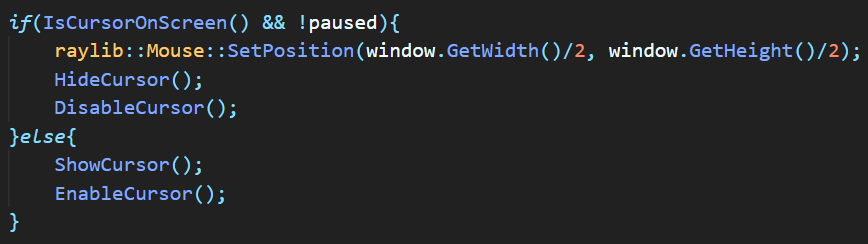 if(IsCursorOnScreen() && !paused){
    raylib::Mouse::SetPosition(window.GetWidth()/2, window.GetHeight()/2);
    HideCursor();
    DisableCursor();
}else{
    ShowCursor();
    EnableCursor();
}